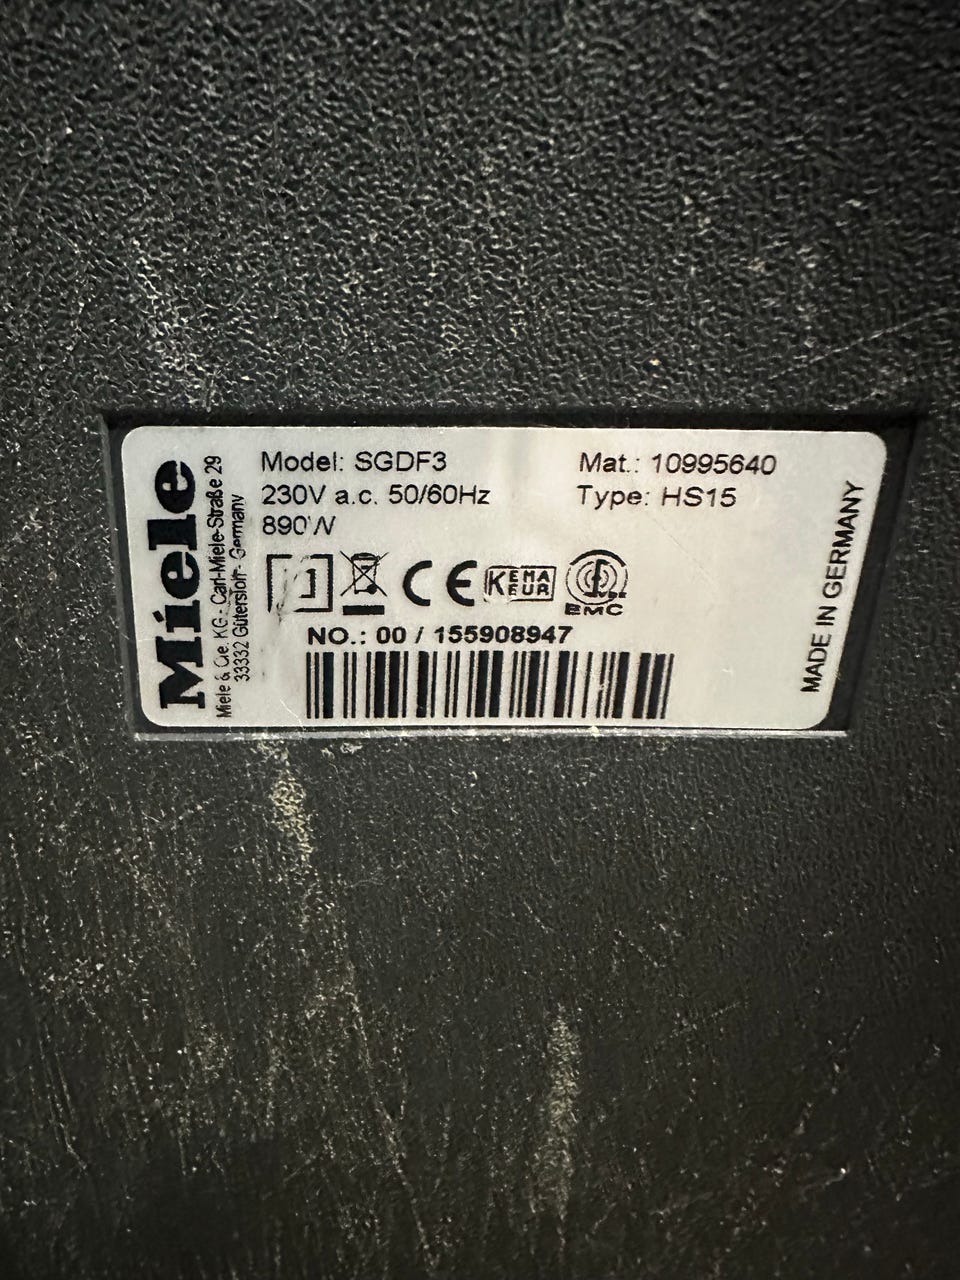 Miele
Miele & Cie. KG - Carl-Miele-Straße 29
33332 Gütersloh - Germany
Model: SGDF3
230V a.c. 50/60Hz
890W
Mat.: 10995640
Type: HS15
CE
KEMA
EUR
EMC
NO.: 00 / 155908947
MADE IN GERMANY